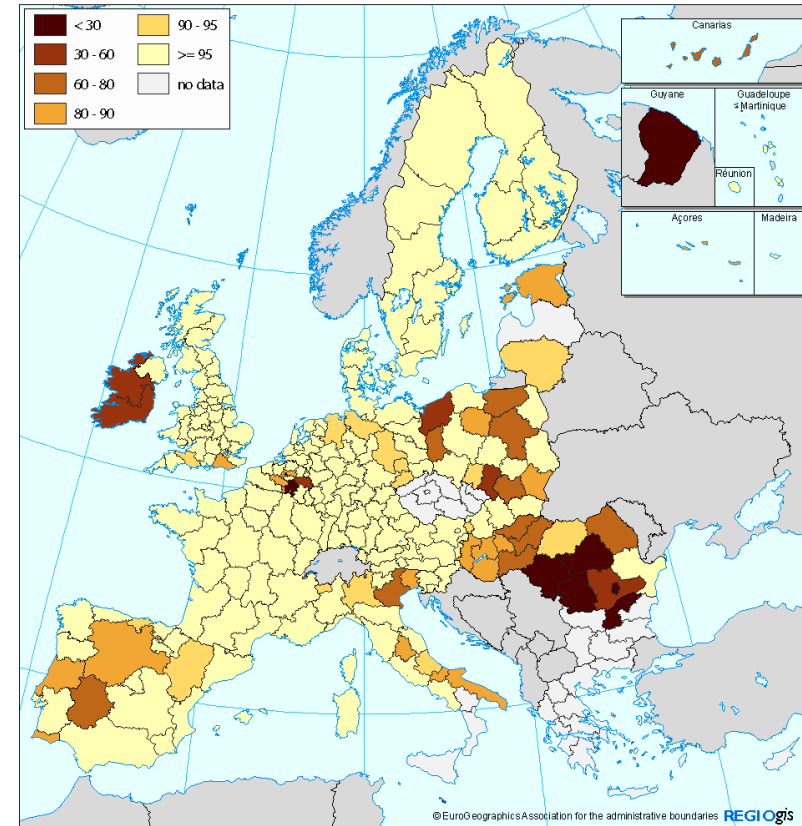 < 30
30 - 60
60 - 80
80 - 90
90 - 95
>= 95
no data
Canarias
Guyane
Guadeloupe
Martinique
Réunion
Açores
Madeira
© EuroGeographics Association for the administrative boundaries REGIOgis